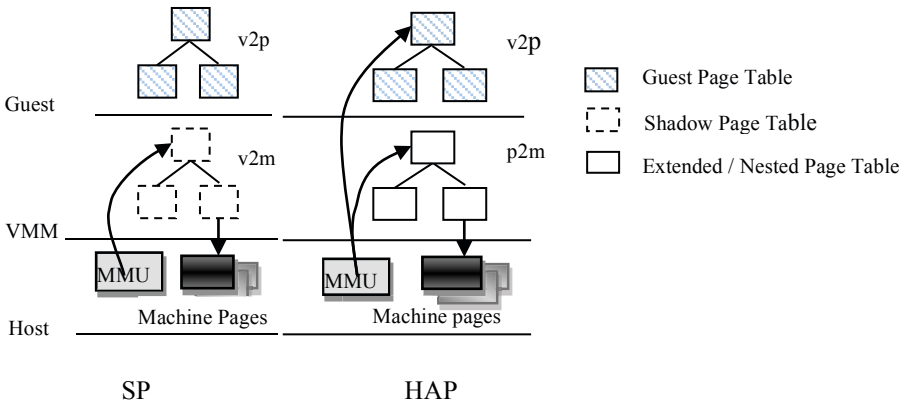 v2p
v2p
Guest Page Table
Guest
Shadow Page Table
v2m
p2m
Extended / Nested Page Table
VMM
MMU
MMU
Machine Pages
Machine pages
Host
SP
HAP